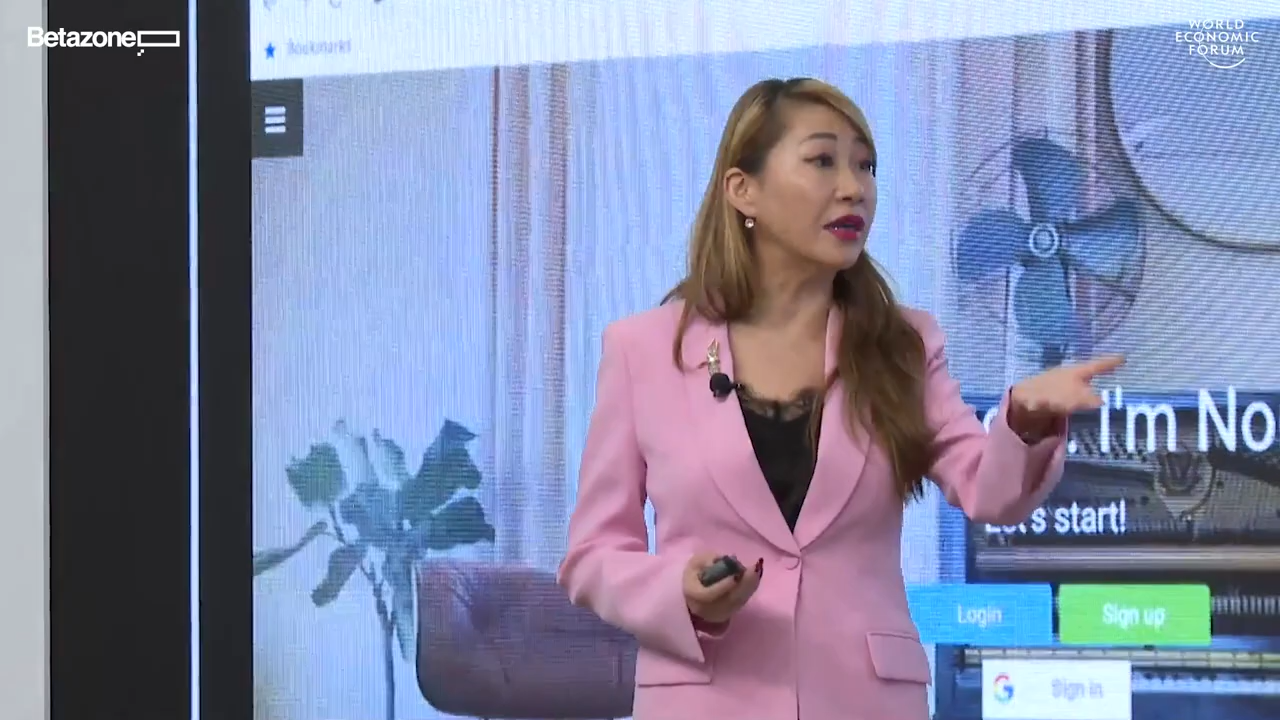 Betazone
WORLD
ECONOMIC
FORUM
Bookmarks
I'm No
Let's start!
Login
Sign up
Sign in